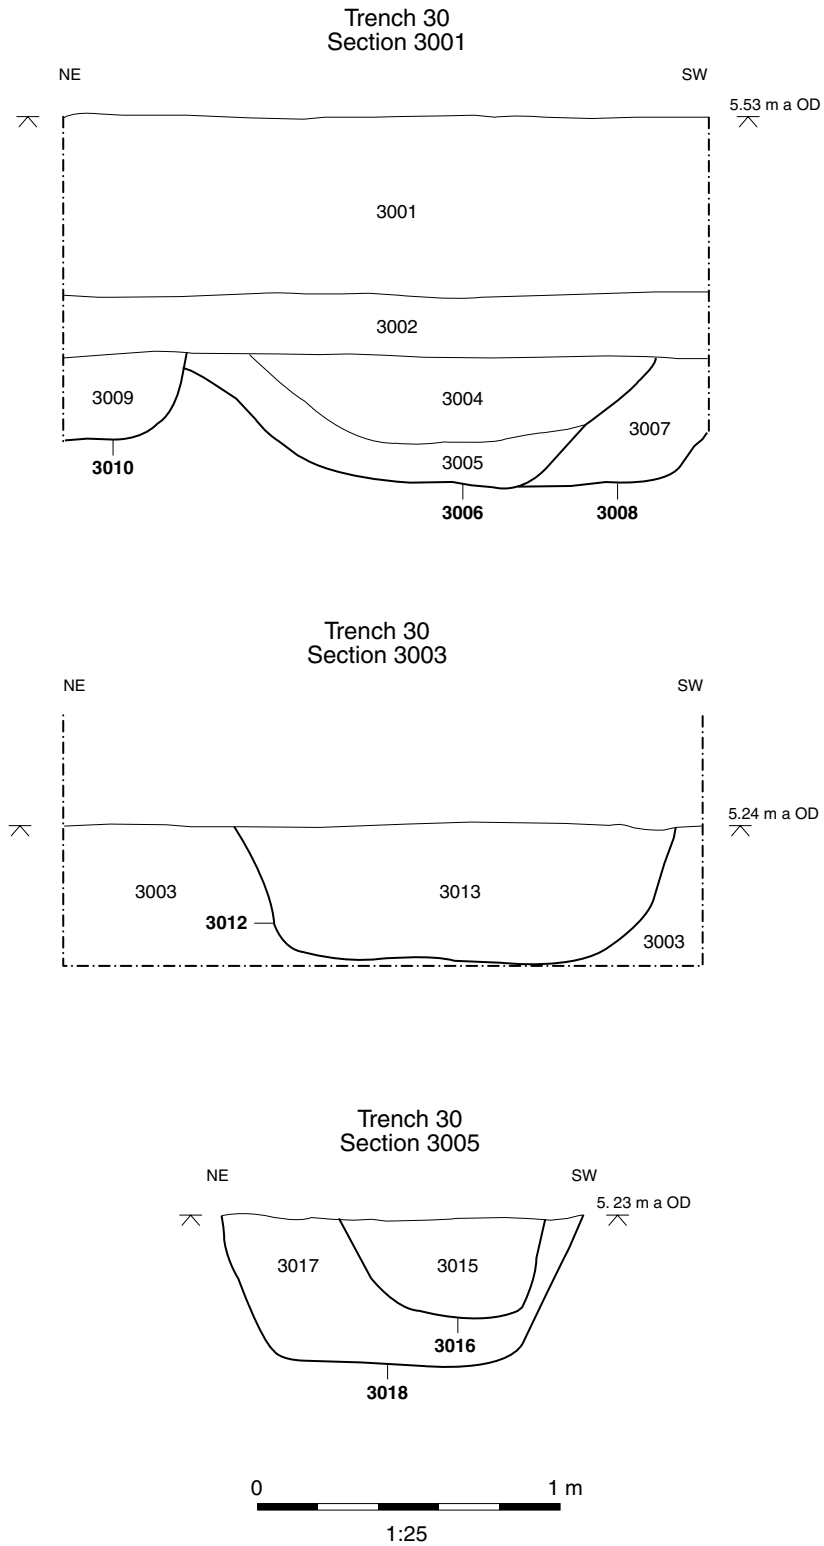 Trench 30
Section 3001
NE
SW
5.53 m a OD
3001
3002
3009
3004
3007
3005
3010
3006
3008
Trench 30
Section 3003
NE
SW
5.24 m a OD
3003
3013
3012
3003
Trench 30
Section 3005
NE
SW
5. 23 m a OD
3017
3015
3016
3018
0
1 m
1:25